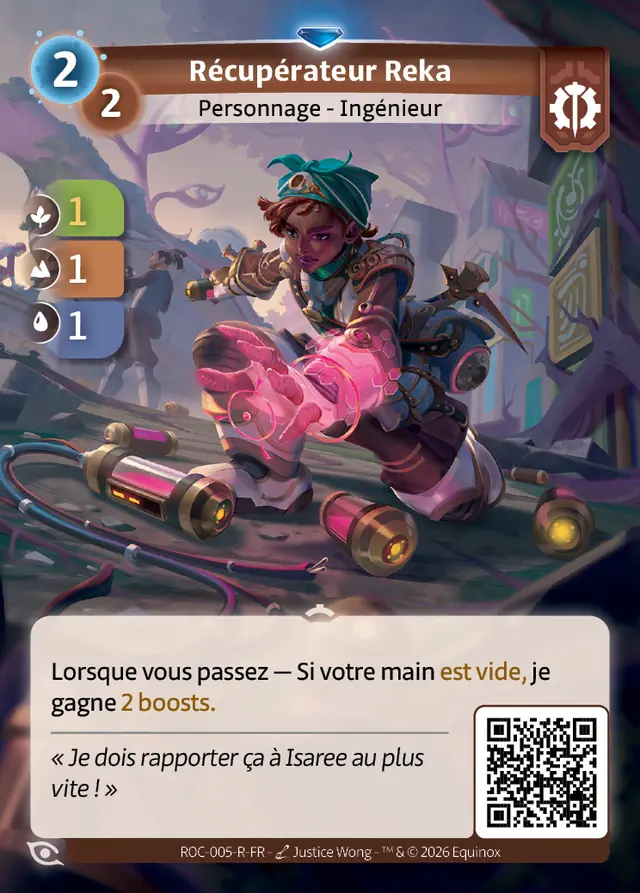 2
2
Récupérateur Reka
Personnage - Ingénieur
1
1
1
Lorsque vous passez — Si votre main est vide, je
gagne 2 boosts.
« Je dois rapporter ça à Isaree au plus
vite ! »
ROC-005-R-FR - Justice Wong - ™ & © 2026 Equinox